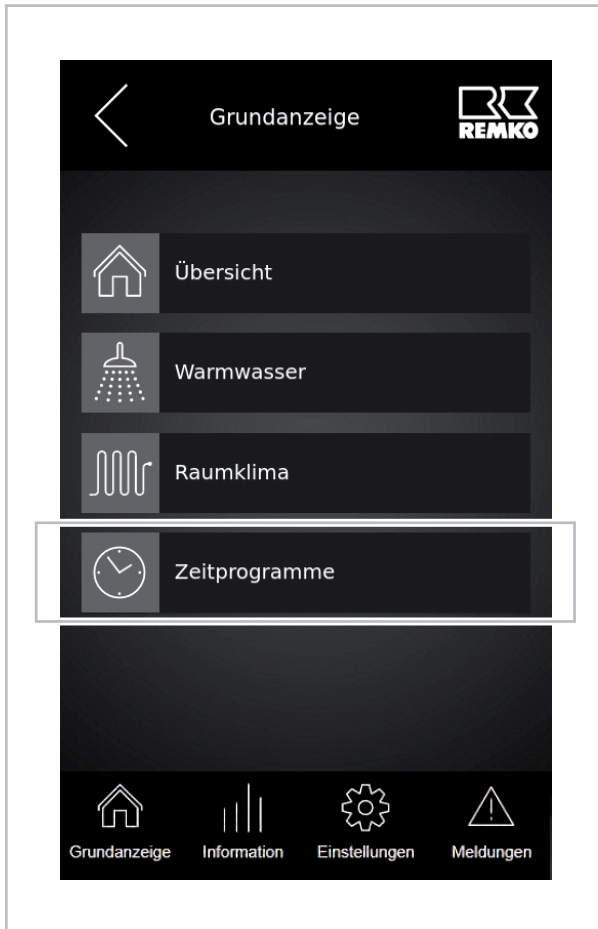 Grundanzeige
REMKO
Übersicht
Warmwasser
Raumklima
Zeitprogramme
Grundanzeige Information Einstellungen Meldungen